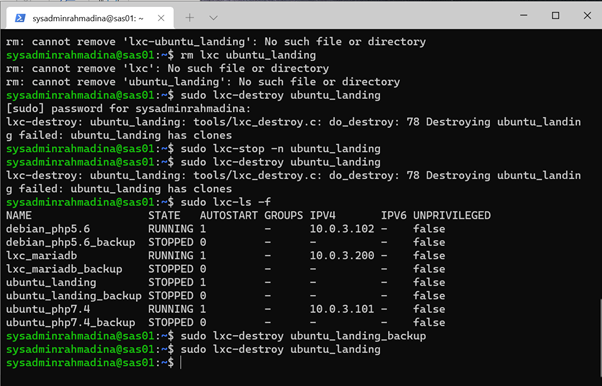 sysadminrahmadina@sas01: ~
rm: cannot remove 'lxc-ubuntu_landing': No such file or directory
sysadminrahmadina@sas01:~$ rm lxc ubuntu_landing
rm: cannot remove 'lxc': No such file or directory
rm: cannot remove 'ubuntu_landing': No such file or directory
sysadminrahmadina@sas01:~$ sudo lxc-destroy ubuntu_landing
[sudo] password for sysadminrahmadina:
lxc-destroy: ubuntu_landing: tools/lxc_destroy.c: do_destroy: 78 Destroying ubuntu_landin
g failed: ubuntu_landing has clones
sysadminrahmadina@sas01:~$ sudo lxc-stop -n ubuntu_landing
sysadminrahmadina@sas01:~$ sudo lxc-destroy ubuntu_landing
lxc-destroy: ubuntu_landing: tools/lxc_destroy.c: do_destroy: 78 Destroying ubuntu_landin
g failed: ubuntu_landing has clones
sysadminrahmadina@sas01:~$ sudo lxc-ls -f
NAME STATE AUTOSTART GROUPS IPV4 IPV6 UNPRIVILEGED
debian_php5.6 RUNNING 1 - 10.0.3.102 - false
debian_php5.6_backup STOPPED 0 - - - false
lxc_mariadb RUNNING 1 - 10.0.3.200 - false
lxc_mariadb_backup STOPPED 0 - - - false
ubuntu_landing STOPPED 1 - - - false
ubuntu_landing_backup STOPPED 0 - - - false
ubuntu_php7.4 RUNNING 1 - 10.0.3.101 - false
ubuntu_php7.4_backup STOPPED 0 - - - false
sysadminrahmadina@sas01:~$ sudo lxc-destroy ubuntu_landing_backup
sysadminrahmadina@sas01:~$ sudo lxc-destroy ubuntu_landing
sysadminrahmadina@sas01:~$